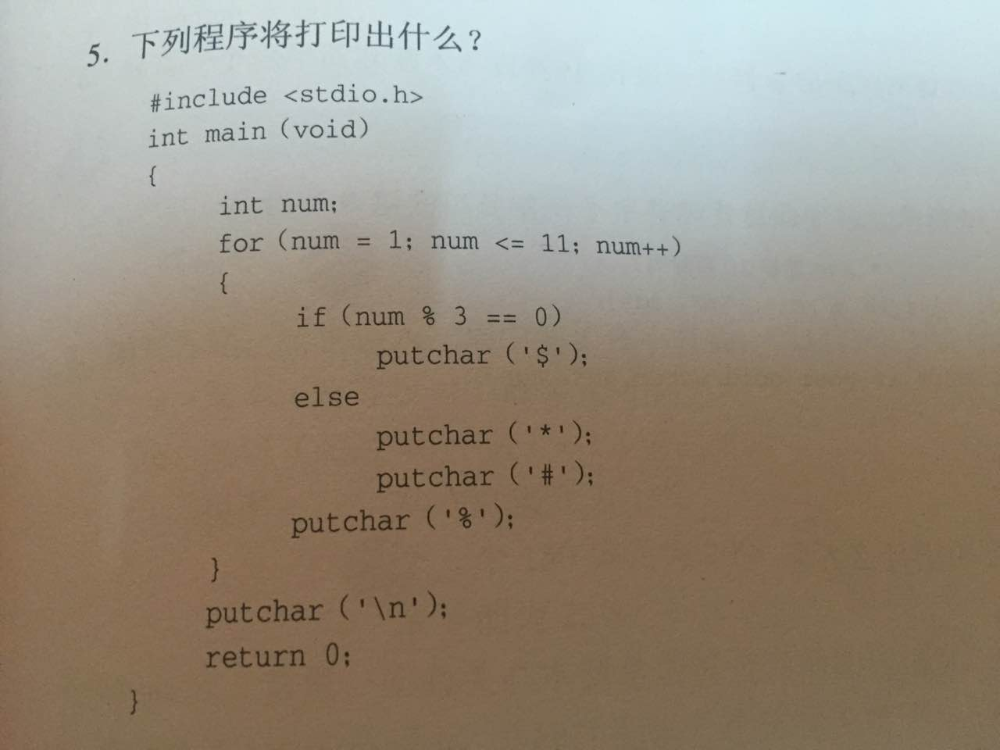 5. 下列程序将打印出什么?
#include <stdio.h>
int main (void)
{
int num;
for (num = 1; num <= 11; num++)
{
if (num % 3 == 0)
putchar ('$');
else
putchar ('*');
putchar ('#');
putchar ('%');
}
putchar ('\n');
return 0;
}